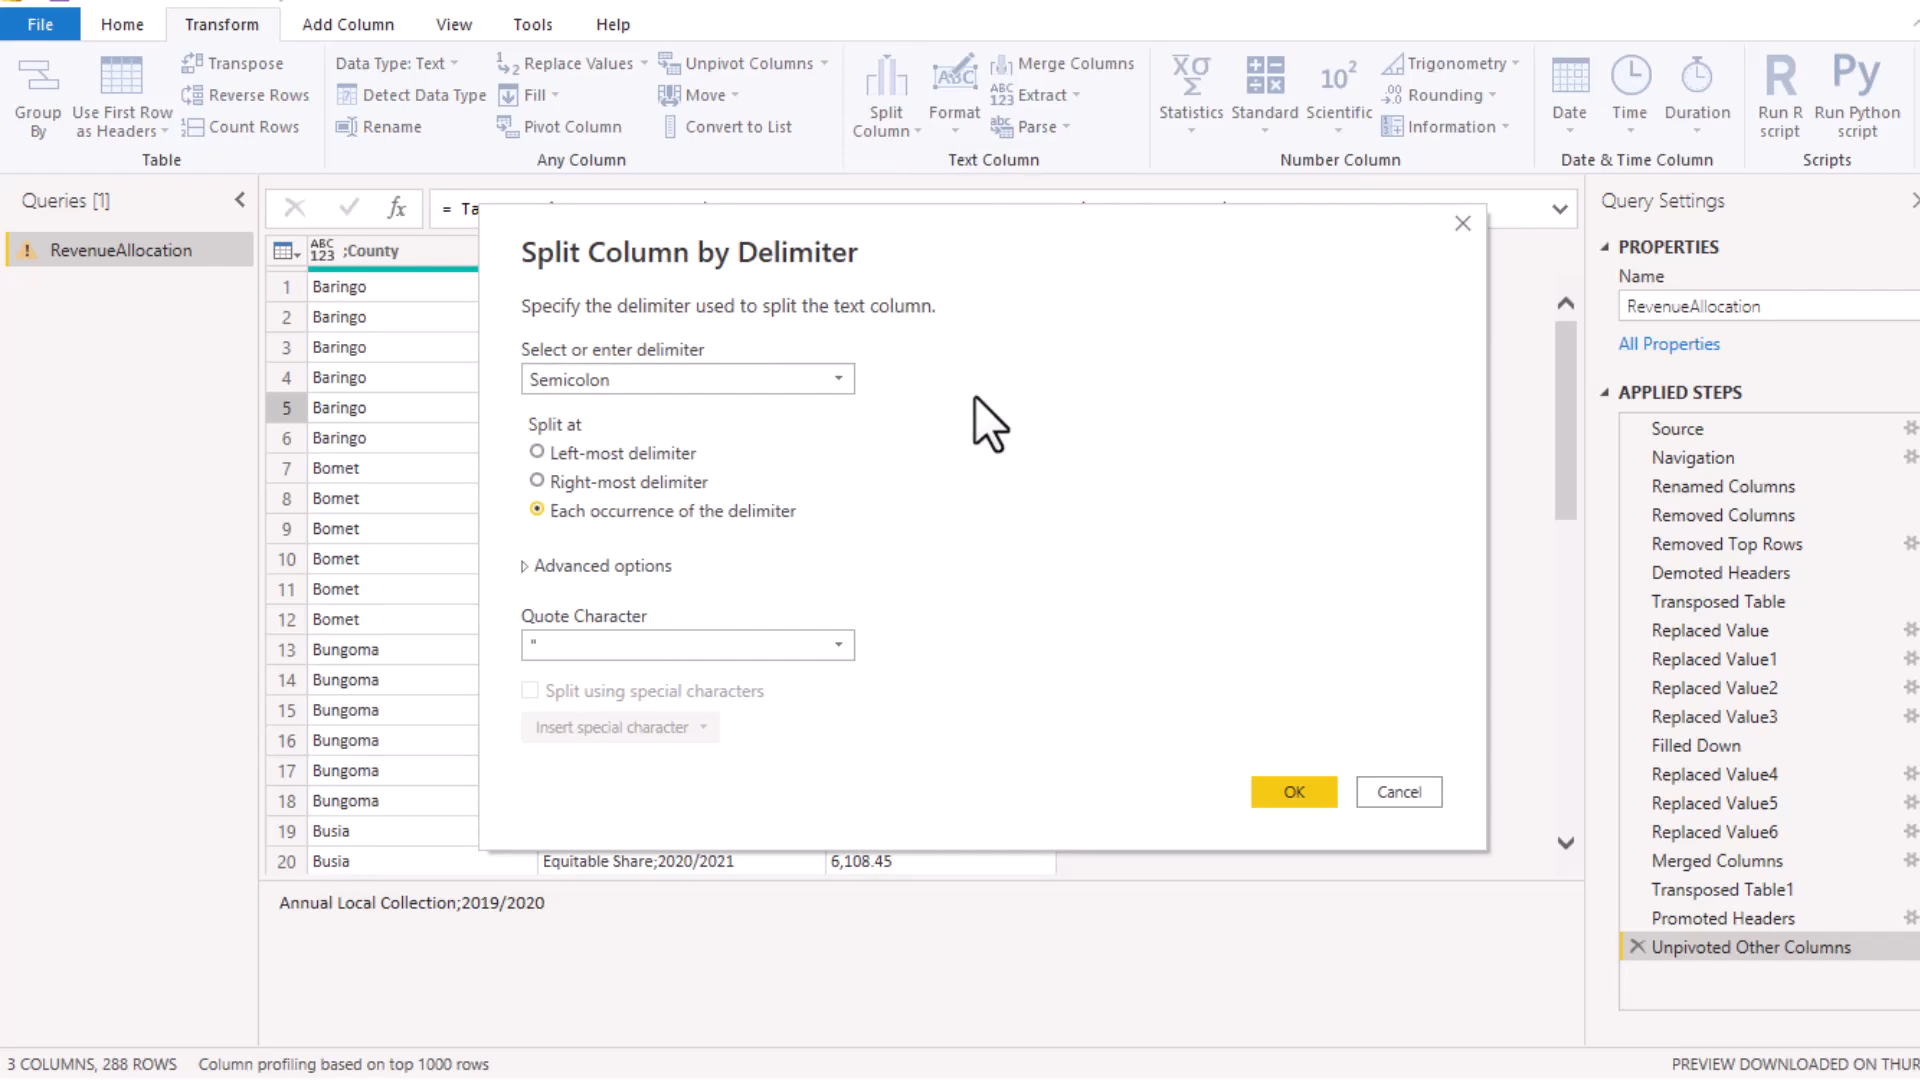 File Home Transform Add Column View Tools Help
Transpose Data Type: Text Replace Values Unpivot Columns Merge Columns Trigonometry
Reverse Rows Detect Data Type Fill Move Extract Rounding
Group By Use First Row as Headers Count Rows Rename Pivot Column Convert to List Split Column Format Parse Statistics Standard Scientific Information Date Time Duration Run R script Run Python script
Table Any Column Text Column Number Column Date & Time Column Scripts
Queries [1]
RevenueAllocation
fx =
ABC 123 ;County
1 Baringo
2 Baringo
3 Baringo
4 Baringo
5 Baringo
6 Baringo
7 Bomet
8 Bomet
9 Bomet
10 Bomet
11 Bomet
12 Bomet
13 Bungoma
14 Bungoma
15 Bungoma
16 Bungoma
17 Bungoma
18 Bungoma
19 Busia
20 Busia Equitable Share;2020/2021 6,108.45
Annual Local Collection;2019/2020
Split Column by Delimiter
Specify the delimiter used to split the text column.
Select or enter delimiter
Semicolon
Split at
Left-most delimiter
Right-most delimiter
Each occurrence of the delimiter
Advanced options
Quote Character
"
Split using special characters
Insert special character
OK Cancel
Query Settings
PROPERTIES
Name
RevenueAllocation
All Properties
APPLIED STEPS
Source
Navigation
Renamed Columns
Removed Columns
Removed Top Rows
Demoted Headers
Transposed Table
Replaced Value
Replaced Value1
Replaced Value2
Replaced Value3
Filled Down
Replaced Value4
Replaced Value5
Replaced Value6
Merged Columns
Transposed Table1
Promoted Headers
Unpivoted Other Columns
3 COLUMNS, 288 ROWS Column profiling based on top 1000 rows PREVIEW DOWNLOADED ON THUR